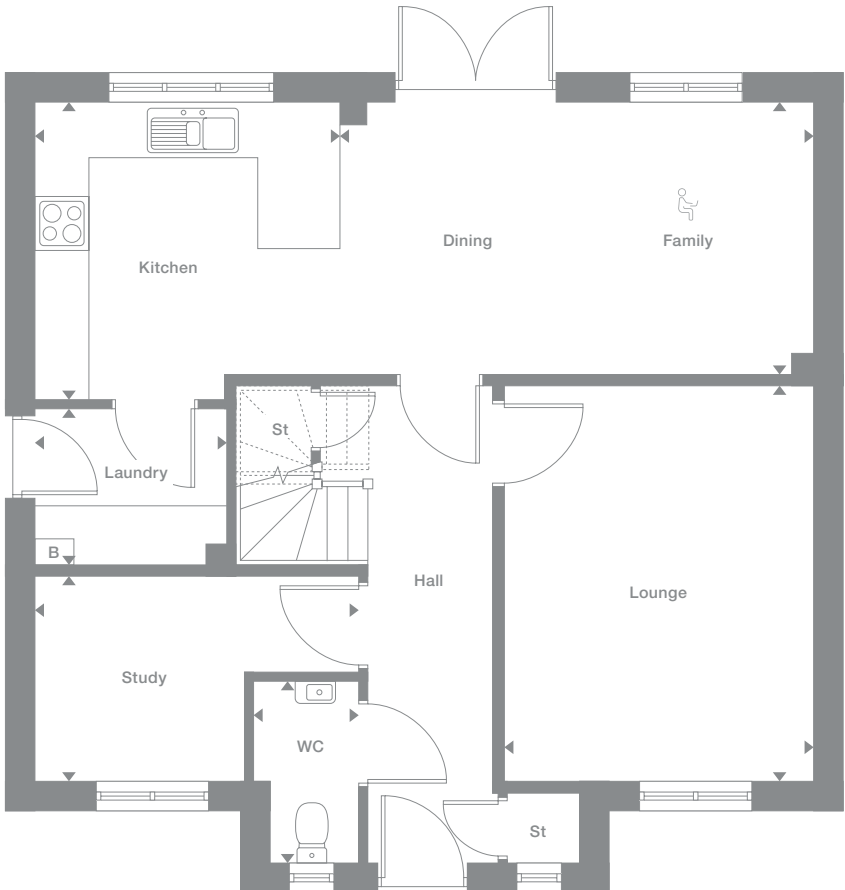 Dining
Family
Kitchen
St
Laundry
B
Hall
Lounge
Study
WC
St